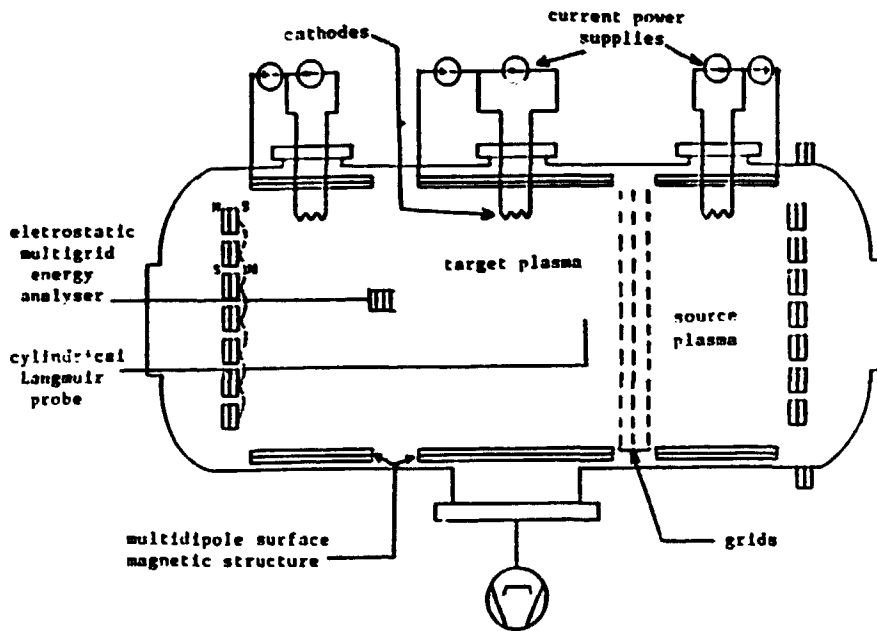 cathodes
current power
supplies
N S
eletrostatic
multigrid
energy
analyser
S N
target plasma
source
plasma
cylindrical
Langmuir
probe
multidipole surface
magnetic structure
grids